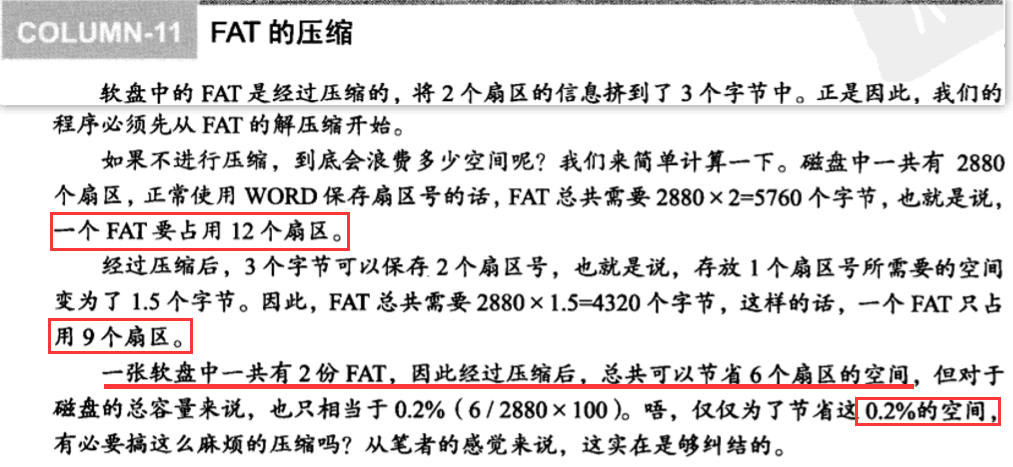 COLUMN-11 FAT 的压缩
软盘中的 FAT 是经过压缩的，将 2 个扇区的信息挤到了 3 个字节中。正是因此，我们的
程序必须先从 FAT 的解压缩开始。
如果不进行压缩，到底会浪费多少空间呢？我们来简单计算一下。磁盘中一共有 2880
个扇区，正常使用 WORD 保存扇区号的话，FAT 总共需要 2880×2=5760 个字节，也就是说，
一个 FAT 要占用 12 个扇区。
经过压缩后，3 个字节可以保存 2 个扇区号，也就是说，存放 1 个扇区号所需要的空间
变为了 1.5 个字节。因此，FAT 总共需要 2880×1.5=4320 个字节，这样的话，一个 FAT 只占
用 9 个扇区。
一张软盘中一共有 2 份 FAT，因此经过压缩后，总共可以节省 6 个扇区的空间，但对于
磁盘的总容量来说，也只相当于 0.2%（6/2880×100）。唔，仅仅为了节省这 0.2%的空间，
有必要搞这么麻烦的压缩吗？从笔者的感觉来说，这实在是够纠结的。